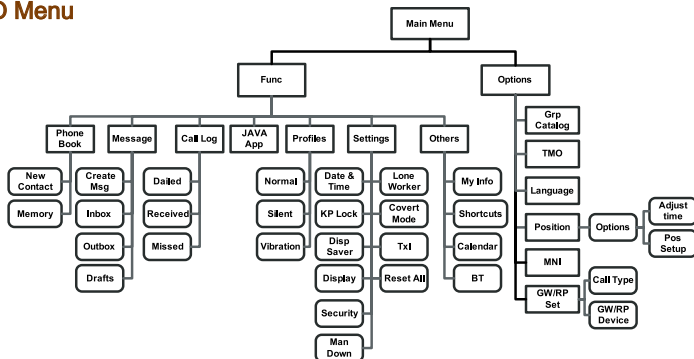 Menu
Main Menu
Func
Options
Phone
Book
Message
Call Log
JAVA
App
Profiles
Settings
Others
New
Contact
Memory
Create
Msg
Inbox
Outbox
Drafts
Dailed
Received
Missed
Normal
Silent
Vibration
Date &
Time
KP Lock
Disp
Saver
Display
Security
Man
Down
Lone
Worker
Covert
Mode
TxI
Reset All
My Info
Shortcuts
Calendar
BT
Grp
Catalog
TMO
Language
Position
MNI
GW/RP
Set
Options
Adjust
time
Pos
Setup
Call Type
GW/RP
Device